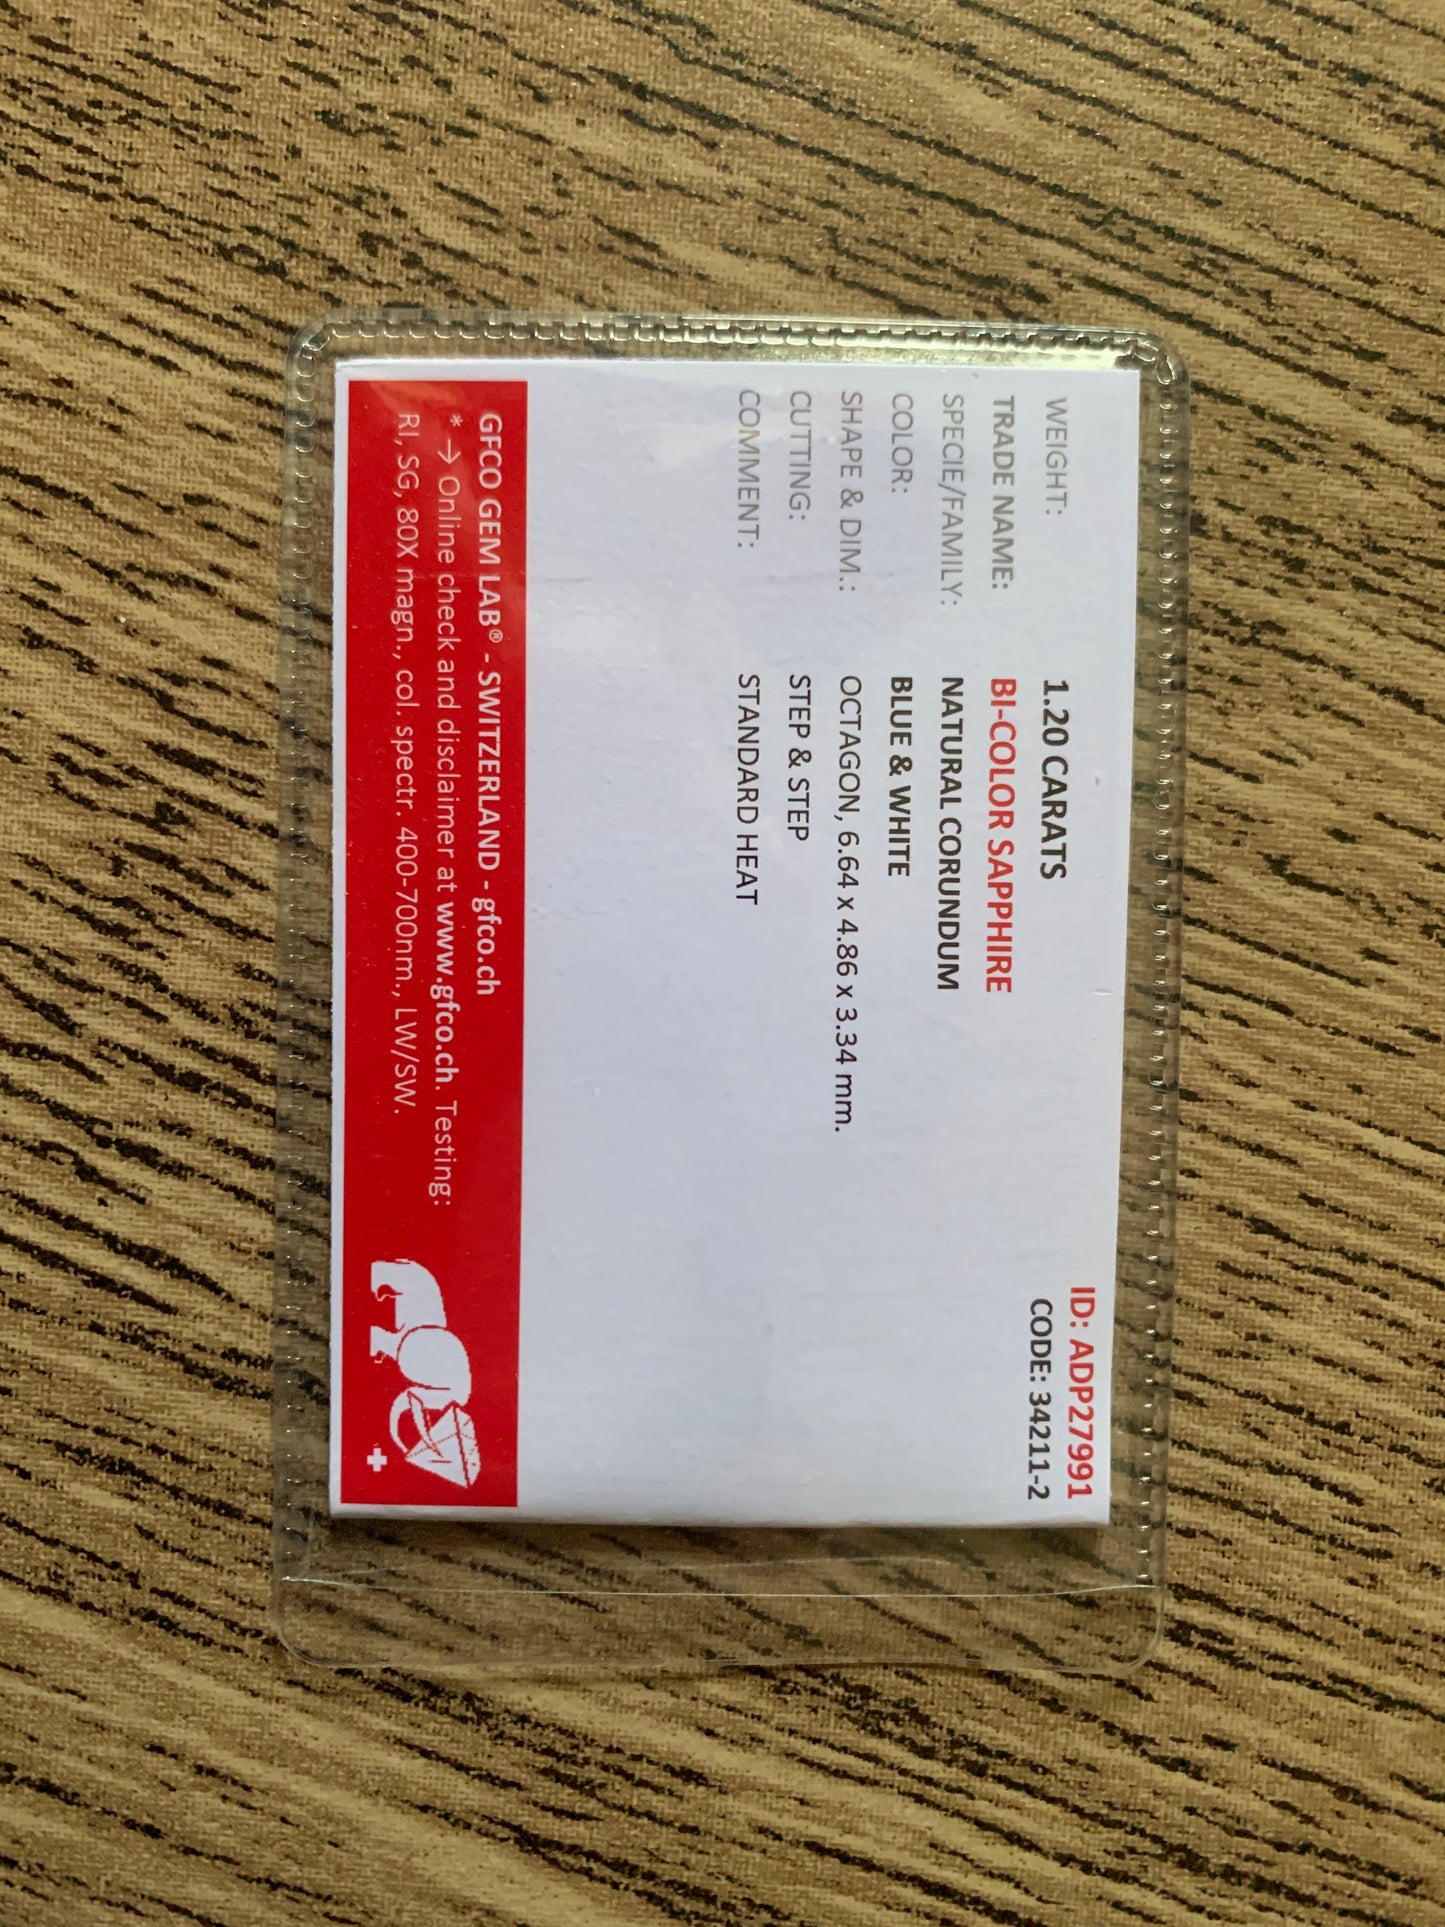 ID: ADP27991
CODE: 34211-2
WEIGHT: 1.20 CARATS
TRADE NAME: BI-COLOR SAPPHIRE
SPECIE/FAMILY: NATURAL CORUNDUM
COLOR: BLUE & WHITE
SHAPE & DIM.: OCTAGON, 6.64 x 4.86 x 3.34 mm.
CUTTING: STEP & STEP
COMMENT: STANDARD HEAT
GFCO GEM LAB® - SWITZERLAND - gfco.ch
* → Online check and disclaimer at www.gfco.ch. Testing:
RI, SG, 80X magn., col. spectr. 400-700nm., LW/SW.